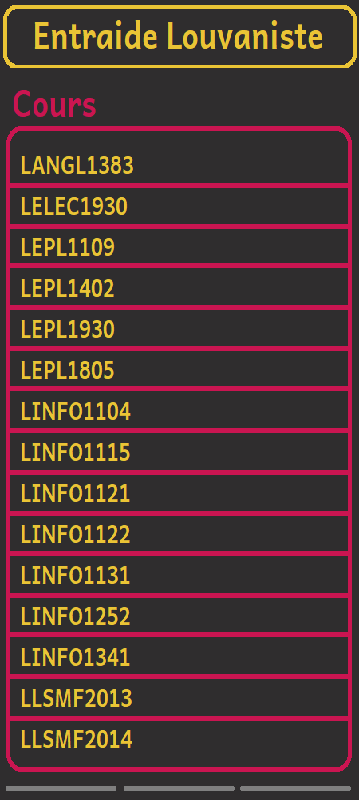 Entraide Louvaniste
Cours
LANGL1383
LELEC1930
LEPL1109
LEPL1402
LEPL1930
LEPL1805
LINFO1104
LINFO1115
LINFO1121
LINFO1122
LINFO1131
LINFO1252
LINFO1341
LLSMF2013
LLSMF2014